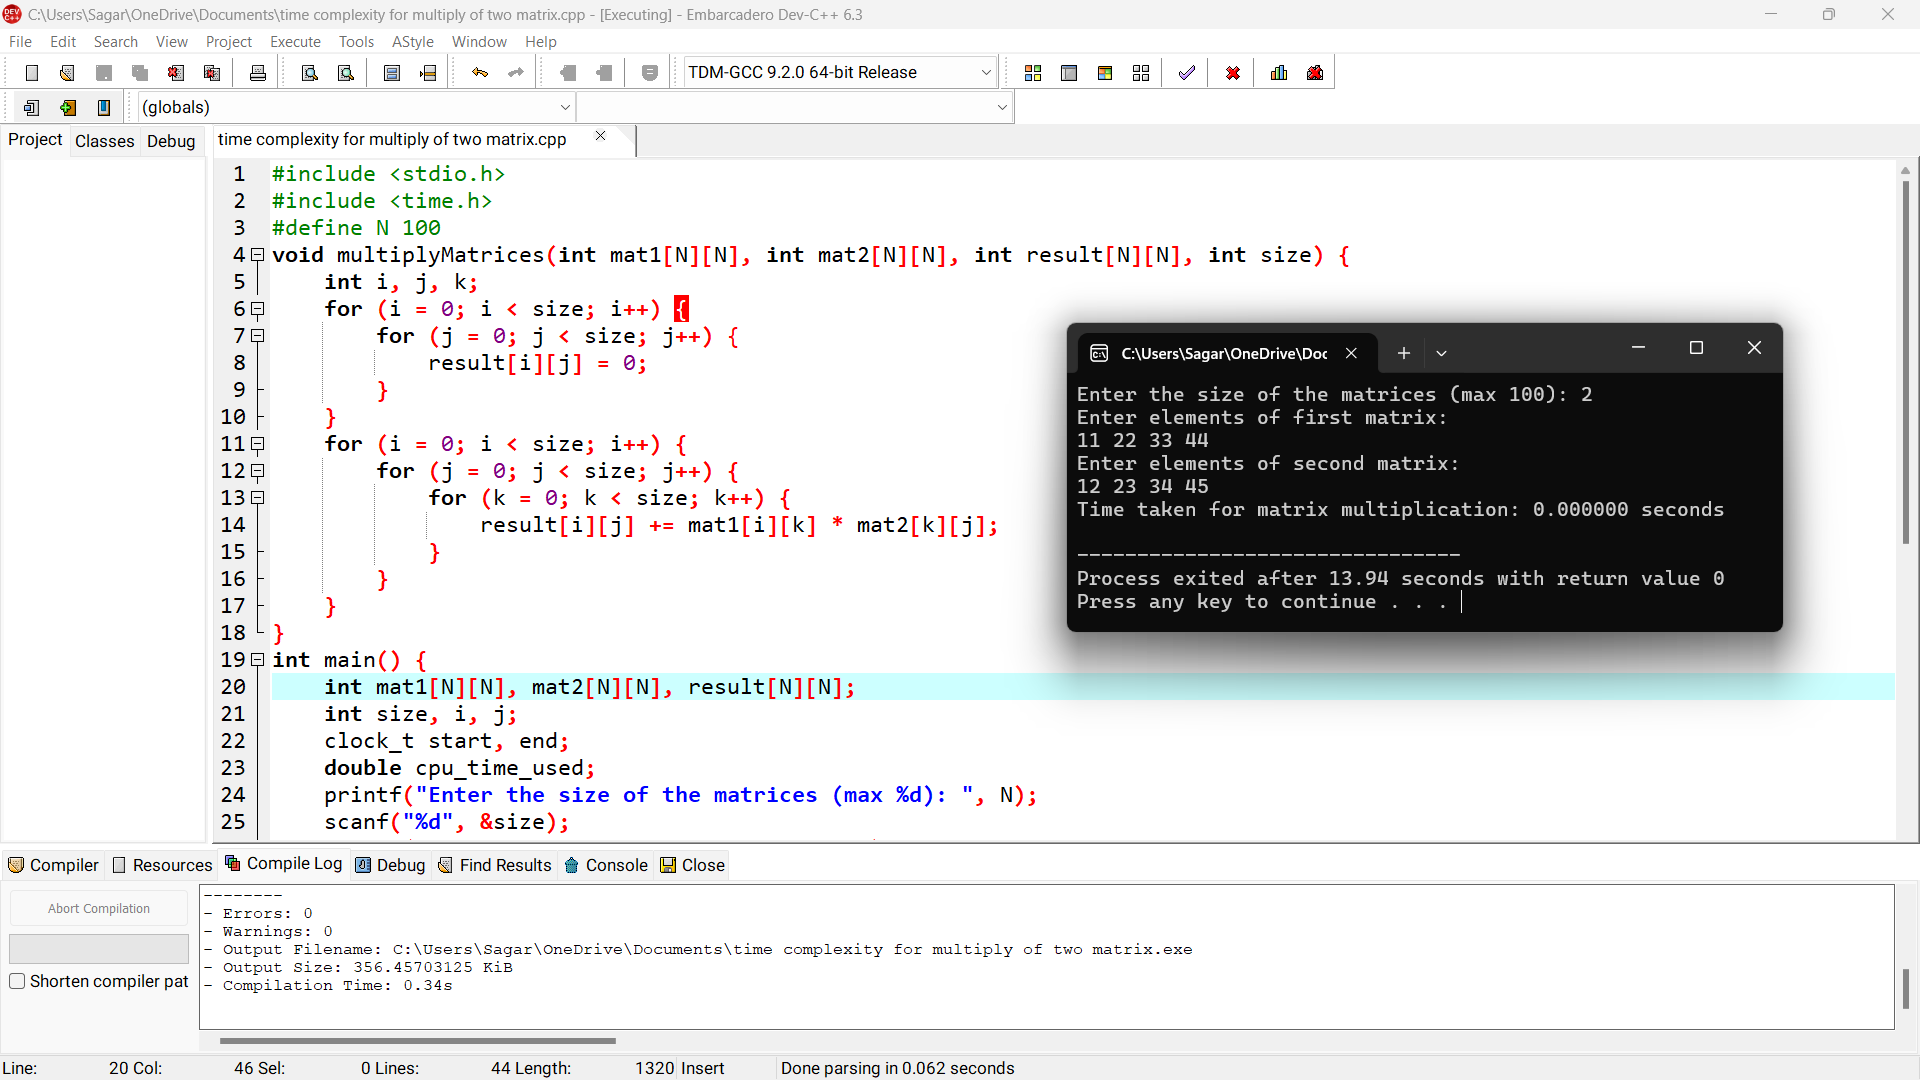 C:\Users\Sagar\OneDrive\Documents\time complexity for multiply of two matrix.cpp - [Executing] - Embarcadero Dev-C++ 6.3
File Edit Search View Project Execute Tools AStyle Window Help
TDM-GCC 9.2.0 64-bit Release
(globals)
Project Classes Debug
time complexity for multiply of two matrix.cpp
1 #include <stdio.h>
2 #include <time.h>
3 #define N 100
4 void multiplyMatrices(int mat1[N][N], int mat2[N][N], int result[N][N], int size) {
5 int i, j, k;
6 for (i = 0; i < size; i++) {
7 for (j = 0; j < size; j++) {
8 result[i][j] = 0;
9 }
10 }
11 for (i = 0; i < size; i++) {
12 for (j = 0; j < size; j++) {
13 for (k = 0; k < size; k++) {
14 result[i][j] += mat1[i][k] * mat2[k][j];
15 }
16 }
17 }
18 }
19 int main() {
20 int mat1[N][N], mat2[N][N], result[N][N];
21 int size, i, j;
22 clock_t start, end;
23 double cpu_time_used;
24 printf("Enter the size of the matrices (max %d): ", N);
25 scanf("%d", &size);
C:\Users\Sagar\OneDrive\Doc
Enter the size of the matrices (max 100): 2
Enter elements of first matrix:
11 22 33 44
Enter elements of second matrix:
12 23 34 45
Time taken for matrix multiplication: 0.000000 seconds
--------------------------------
Process exited after 13.94 seconds with return value 0
Press any key to continue . . .
Compiler Resources Compile Log Debug Find Results Console Close
Abort Compilation
Shorten compiler pat
--------
- Errors: 0
- Warnings: 0
- Output Filename: C:\Users\Sagar\OneDrive\Documents\time complexity for multiply of two matrix.exe
- Output Size: 356.45703125 KiB
- Compilation Time: 0.34s
Line: 20 Col: 46 Sel: 0 Lines: 44 Length: 1320 Insert Done parsing in 0.062 seconds